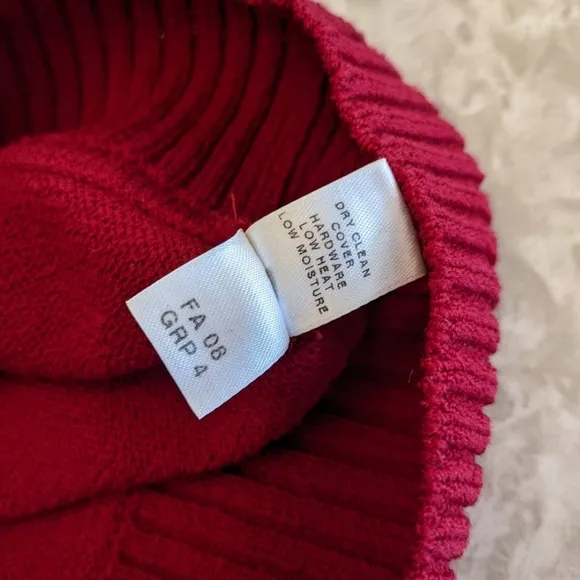 DRY CLEAN
COVER
HARDWARE
LOW HEAT
LOW MOISTURE
FA 08
GRP 4